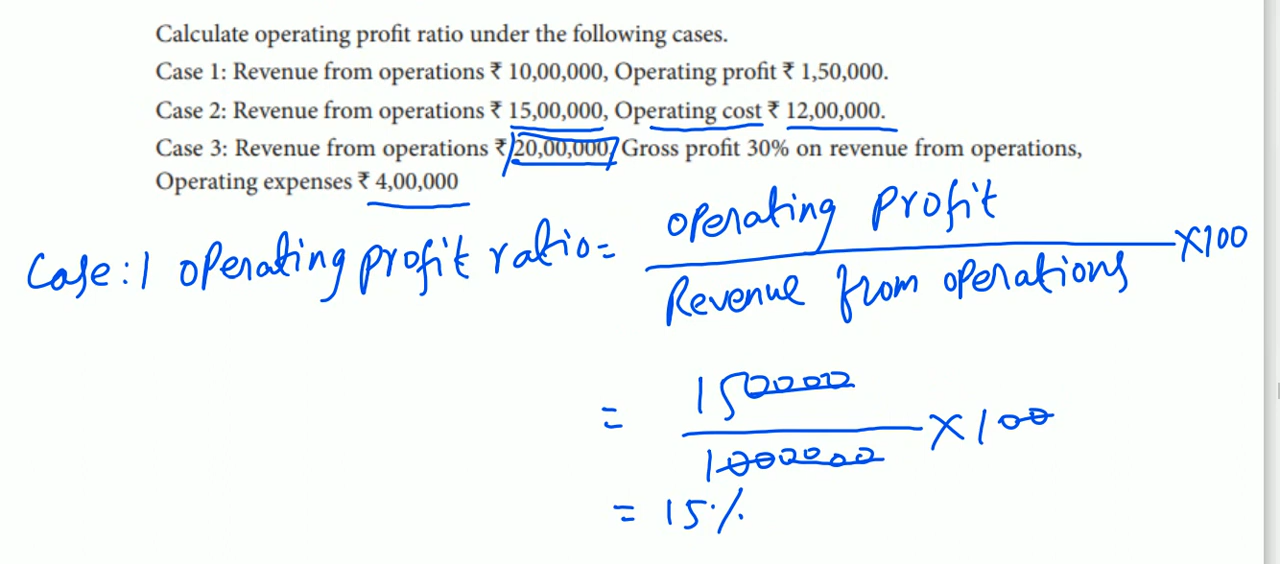 Calculate operating profit ratio under the following cases.
Case 1: Revenue from operations ₹ 10,00,000, Operating profit ₹ 1,50,000.
Case 2: Revenue from operations ₹ 15,00,000, Operating cost ₹ 12,00,000.
Case 3: Revenue from operations ₹ 20,00,000, Gross profit 30% on revenue from operations,
Operating expenses ₹ 4,00,000
Case:1 operating profit ratio = operating profit
Revenue from operations
×100
= 150000
1000000
×100
= 15%